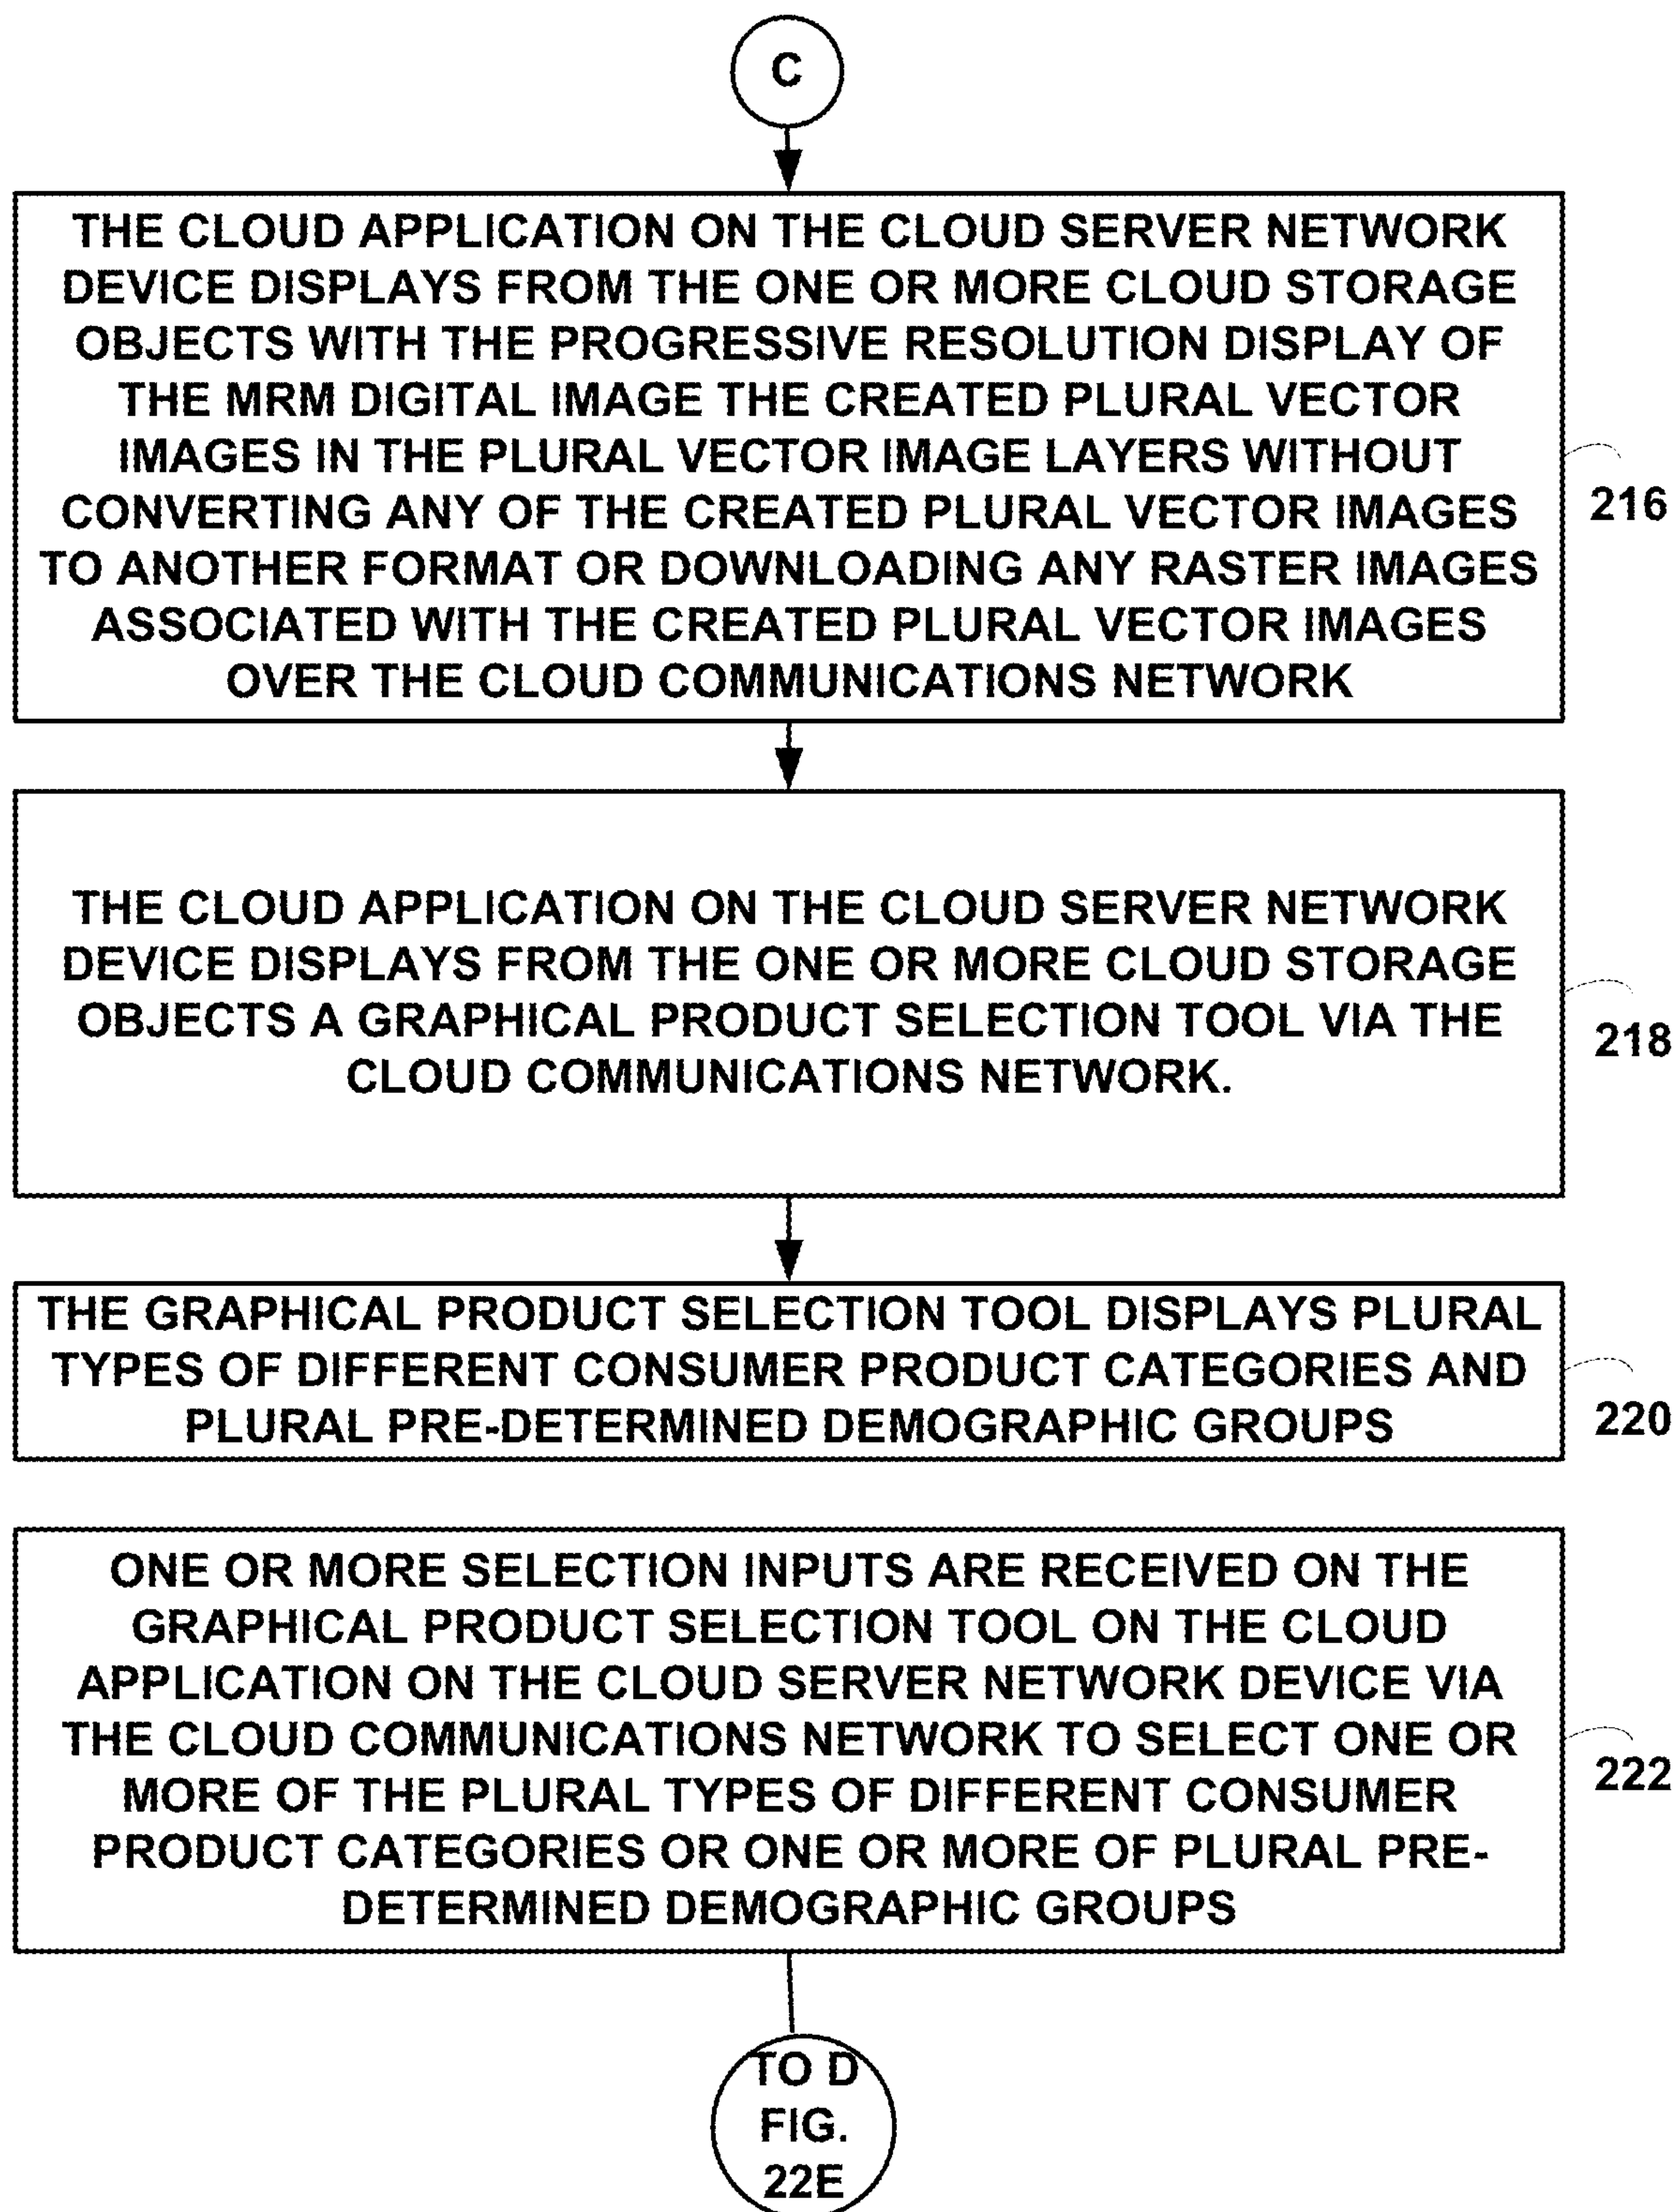 C
THE CLOUD APPLICATION ON THE CLOUD SERVER NETWORK
DEVICE DISPLAYS FROM THE ONE OR MORE CLOUD STORAGE
OBJECTS WITH THE PROGRESSIVE RESOLUTION DISPLAY OF
THE MRM DIGITAL IMAGE THE CREATED PLURAL VECTOR
IMAGES IN THE PLURAL VECTOR IMAGE LAYERS WITHOUT
CONVERTING ANY OF THE CREATED PLURAL VECTOR IMAGES
TO ANOTHER FORMAT OR DOWNLOADING ANY RASTER IMAGES
ASSOCIATED WITH THE CREATED PLURAL VECTOR IMAGES
OVER THE CLOUD COMMUNICATIONS NETWORK
216
THE CLOUD APPLICATION ON THE CLOUD SERVER NETWORK
DEVICE DISPLAYS FROM THE ONE OR MORE CLOUD STORAGE
OBJECTS A GRAPHICAL PRODUCT SELECTION TOOL VIA THE
CLOUD COMMUNICATIONS NETWORK.
218
THE GRAPHICAL PRODUCT SELECTION TOOL DISPLAYS PLURAL
TYPES OF DIFFERENT CONSUMER PRODUCT CATEGORIES AND
PLURAL PRE-DETERMINED DEMOGRAPHIC GROUPS
220
ONE OR MORE SELECTION INPUTS ARE RECEIVED ON THE
GRAPHICAL PRODUCT SELECTION TOOL ON THE CLOUD
APPLICATION ON THE CLOUD SERVER NETWORK DEVICE VIA
THE CLOUD COMMUNICATIONS NETWORK TO SELECT ONE OR
MORE OF THE PLURAL TYPES OF DIFFERENT CONSUMER
PRODUCT CATEGORIES OR ONE OR MORE OF PLURAL PRE-
DETERMINED DEMOGRAPHIC GROUPS
222
TO D
FIG.
22E